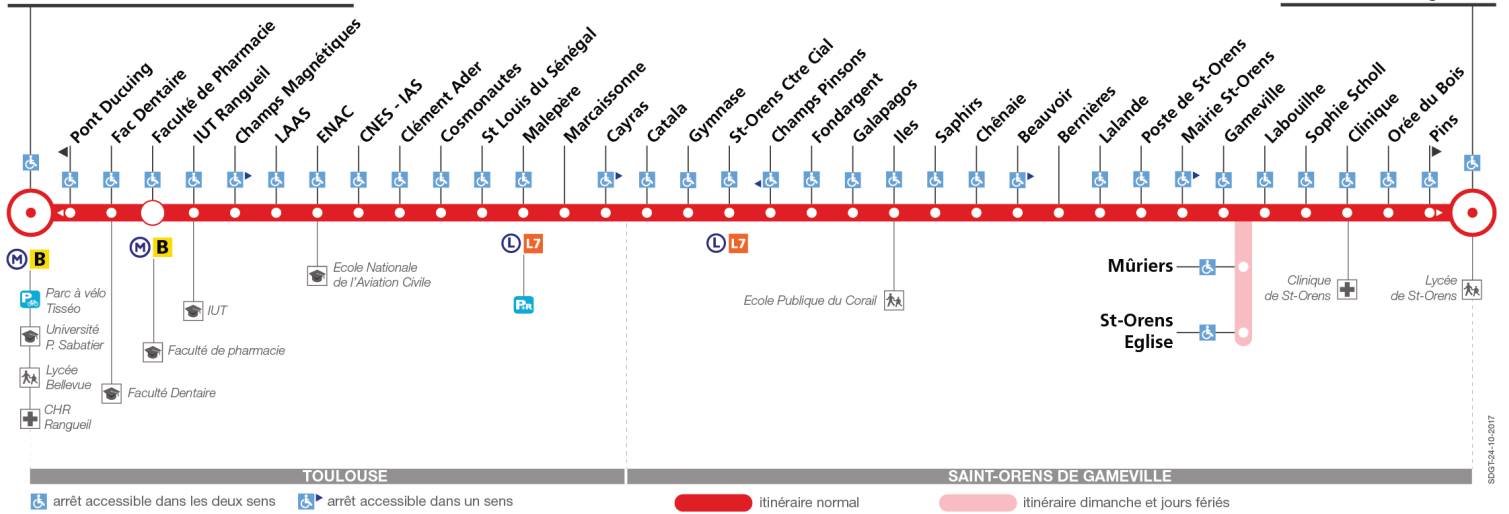 Pont Ducuing
Fac Dentaire
Faculté de Pharmacie
IUT Rangueil
Champs Magnétiques
LAAS
ENAC
CNES - IAS
Clément Ader
Cosmonautes
St Louis du Sénégal
Malepère
Marcaissonne
Cayras
Catala
Gymnase
St-Orens Ctre Cial
Champs Pinsons
Fondargent
Galapagos
Iles
Saphirs
Chênaie
Beauvoir
Bernières
Lalande
Poste de St-Orens
Mairie St-Orens
Gameville
Labouilhe
Sophie Scholl
Clinique
Orée du Bois
Pins
M B
M B
L L7
L L7
Parc à vélo
Tisséo
Université
P. Sabatier
Lycée
Bellevue
CHR
Rangueil
Faculté Dentaire
Faculté de pharmacie
IUT
Ecole Nationale
de l'Aviation Civile
P+R
Ecole Publique du Corail
Mûriers
St-Orens
Eglise
Clinique
de St-Orens
Lycée
de St-Orens
TOULOUSE
SAINT-ORENS DE GAMEVILLE
arrêt accessible dans les deux sens
arrêt accessible dans un sens
itinéraire normal
itinéraire dimanche et jours fériés
SDGT-24-10-2017